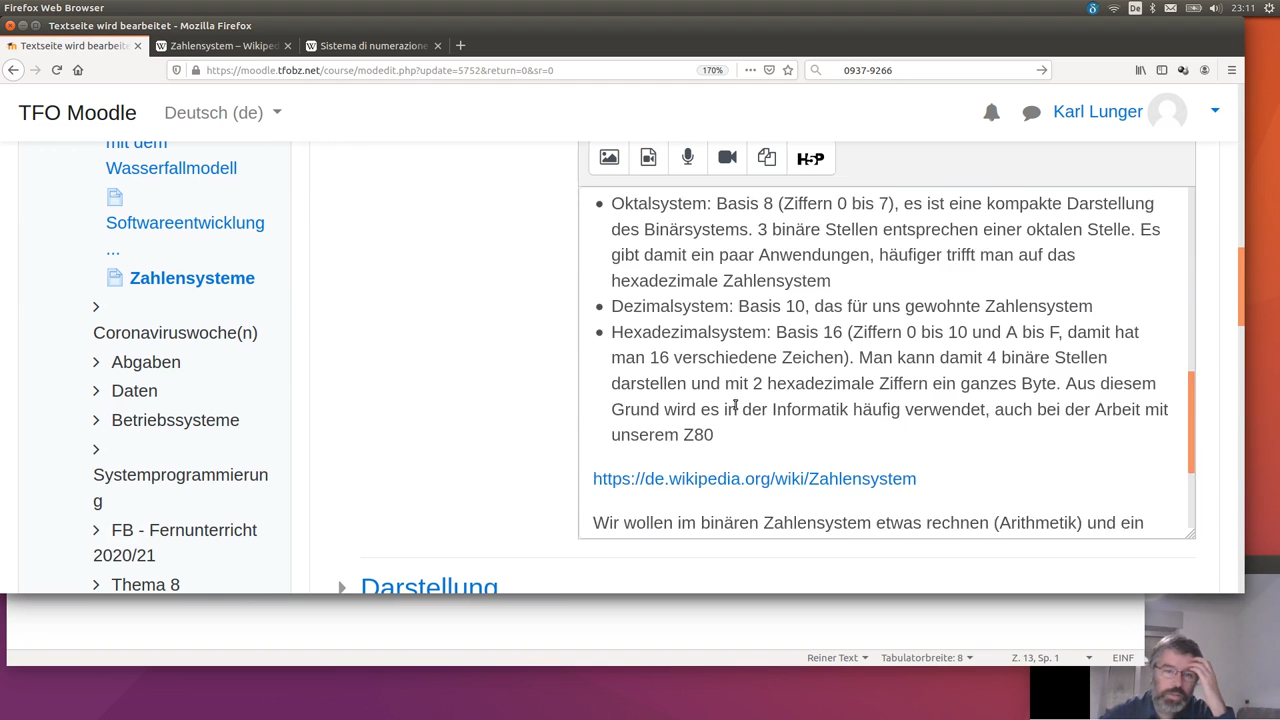 Firefox Web Browser
De
23:11
Textseite wird bearbeitet - Mozilla Firefox
Textseite wird bearbeite
Zahlensystem – Wikiped
Sistema di numerazione
https://moodle.tfobz.net/course/modedit.php?update=5752&return=0&sr=0
170%
0937-9266
TFO Moodle
Deutsch (de)
Karl Lunger
mit dem
Wasserfallmodell
Softwareentwicklung
...
Zahlensysteme
Coronaviruswoche(n)
Abgaben
Daten
Betriebssysteme
Systemprogrammierun
g
FB - Fernunterricht
2020/21
Thema 8
H5P
Oktalsystem: Basis 8 (Ziffern 0 bis 7), es ist eine kompakte Darstellung
des Binärsystems. 3 binäre Stellen entsprechen einer oktalen Stelle. Es
gibt damit ein paar Anwendungen, häufiger trifft man auf das
hexadezimale Zahlensystem
Dezimalsystem: Basis 10, das für uns gewohnte Zahlensystem
Hexadezimalsystem: Basis 16 (Ziffern 0 bis 10 und A bis F, damit hat
man 16 verschiedene Zeichen). Man kann damit 4 binäre Stellen
darstellen und mit 2 hexadezimale Ziffern ein ganzes Byte. Aus diesem
Grund wird es in der Informatik häufig verwendet, auch bei der Arbeit mit
unserem Z80
https://de.wikipedia.org/wiki/Zahlensystem
Wir wollen im binären Zahlensystem etwas rechnen (Arithmetik) und ein
Darstellung
Reiner Text
Tabulatorbreite: 8
Z. 13, Sp. 1
EINF